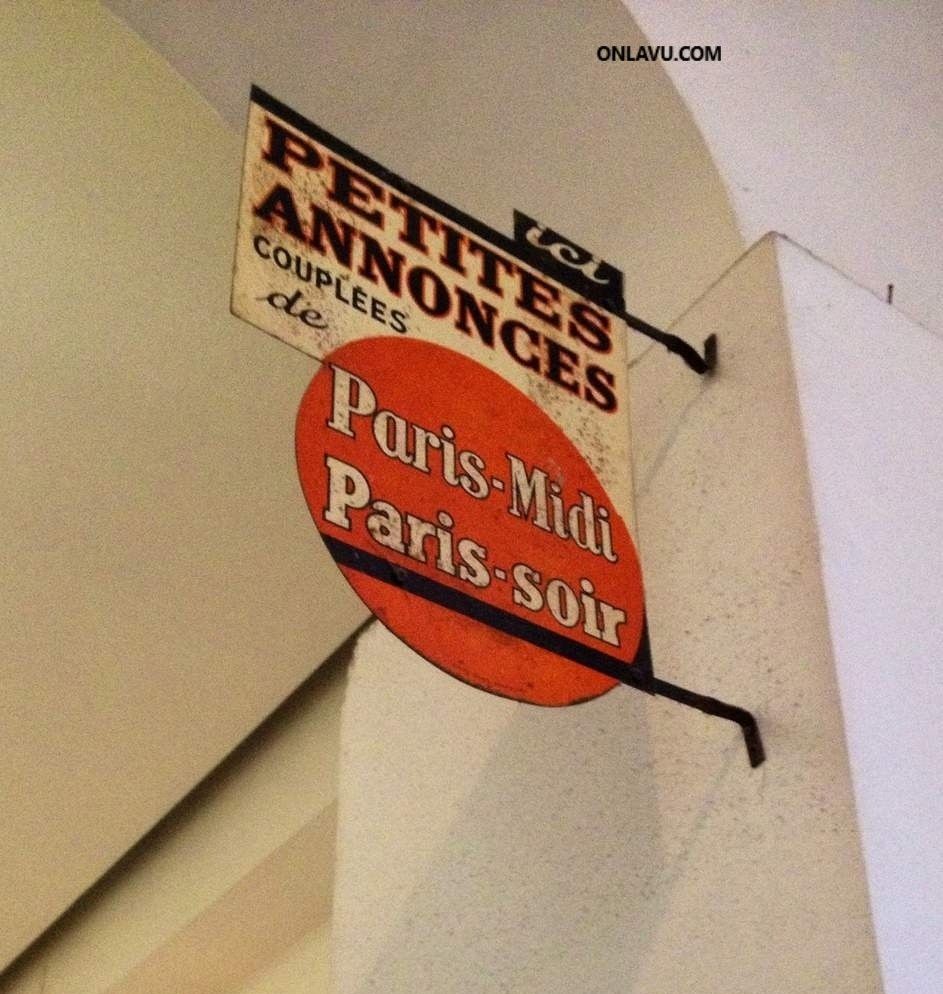 ONLAVU.COM
ici
PETITES
ANNONCES
COUPLÉES
de
Paris-Midi
Paris-soir